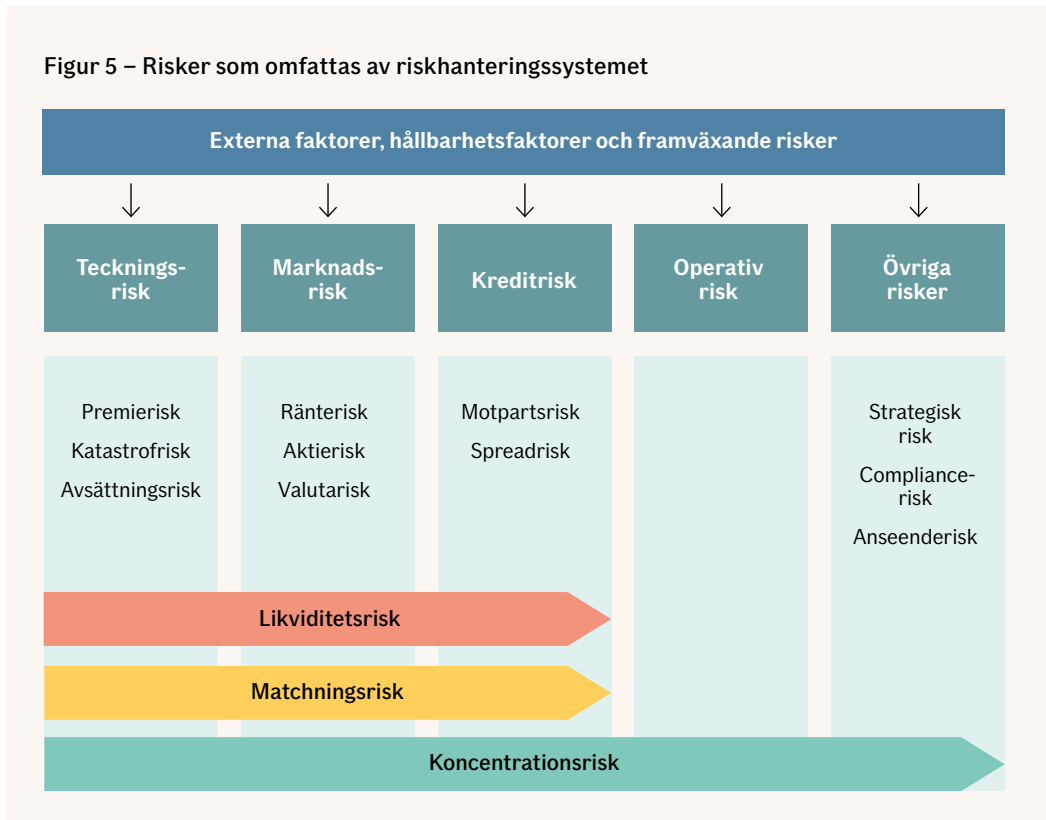 Figur 5 – Risker som omfattas av riskhanteringssystemet
Externa faktorer, hållbarhetsfaktorer och framväxande risker
Tecknings-
risk
Marknads-
risk
Kreditrisk
Operativ
risk
Övriga
risker
Premierisk
Katastrofrisk
Avsättningsrisk
Ränterisk
Aktierisk
Valutarisk
Motpartsrisk
Spreadrisk
Strategisk
risk
Compliance-
risk
Anseenderisk
Likviditetsrisk
Matchningsrisk
Koncentrationsrisk